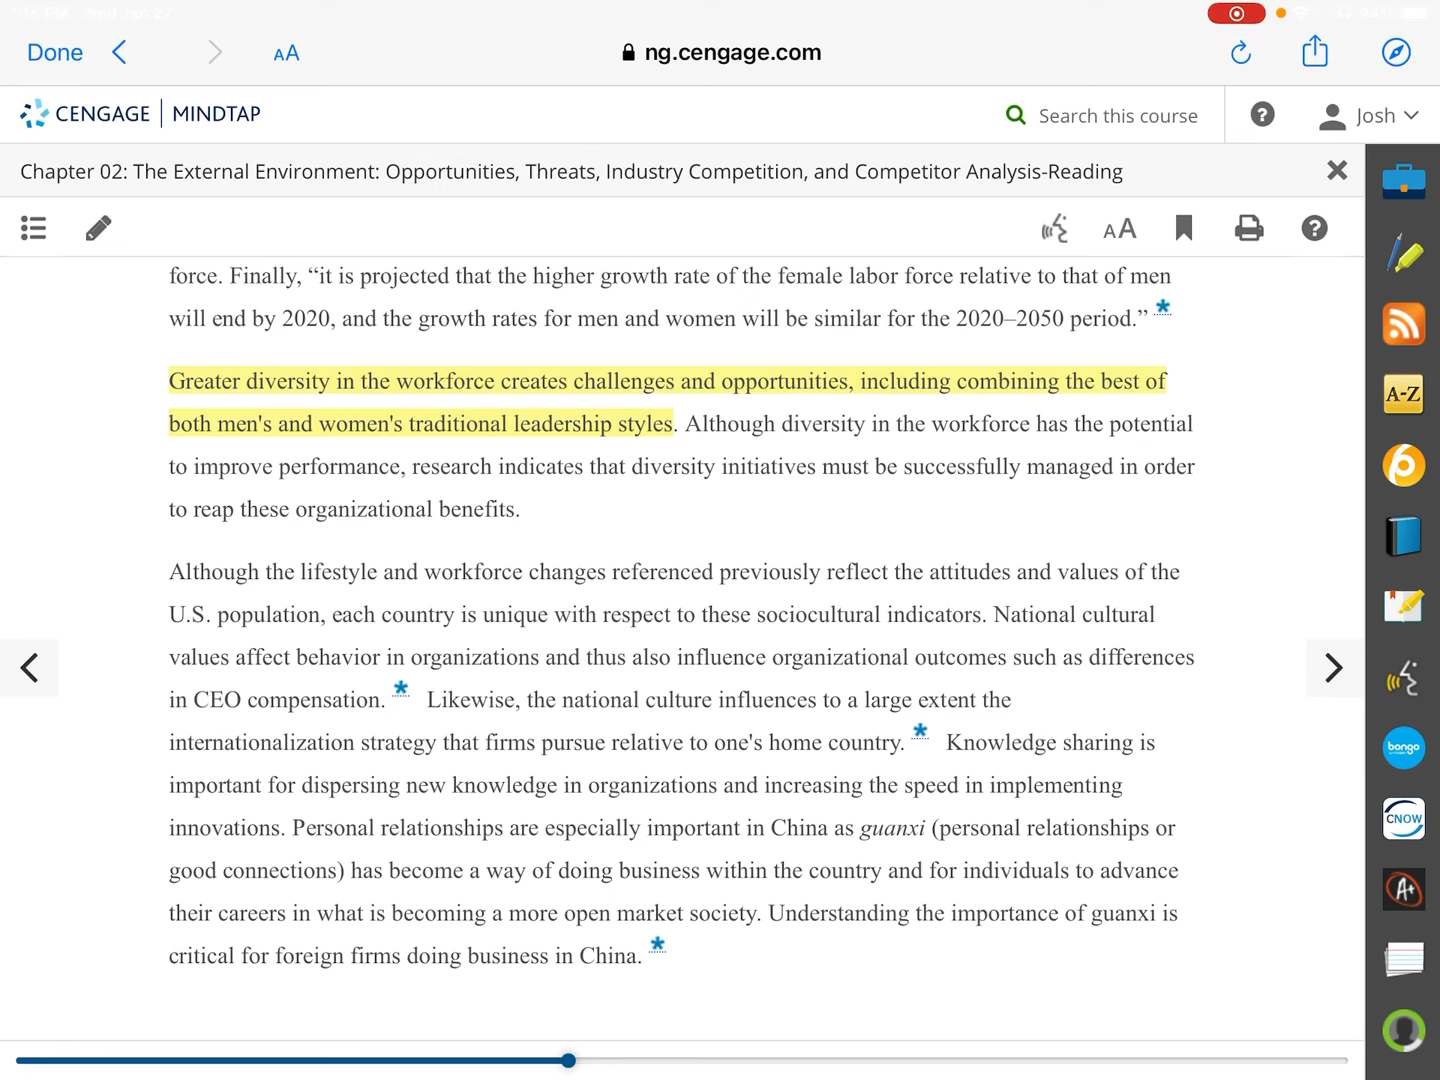 Done
AA
ng.cengage.com
CENGAGE | MINDTAP
Search this course
?
Josh
Chapter 02: The External Environment: Opportunities, Threats, Industry Competition, and Competitor Analysis-Reading
AA
?
force. Finally, “it is projected that the higher growth rate of the female labor force relative to that of men
will end by 2020, and the growth rates for men and women will be similar for the 2020–2050 period.” *
Greater diversity in the workforce creates challenges and opportunities, including combining the best of
both men's and women's traditional leadership styles. Although diversity in the workforce has the potential
to improve performance, research indicates that diversity initiatives must be successfully managed in order
to reap these organizational benefits.
Although the lifestyle and workforce changes referenced previously reflect the attitudes and values of the
U.S. population, each country is unique with respect to these sociocultural indicators. National cultural
values affect behavior in organizations and thus also influence organizational outcomes such as differences
in CEO compensation. * Likewise, the national culture influences to a large extent the
internationalization strategy that firms pursue relative to one's home country. * Knowledge sharing is
important for dispersing new knowledge in organizations and increasing the speed in implementing
innovations. Personal relationships are especially important in China as guanxi (personal relationships or
good connections) has become a way of doing business within the country and for individuals to advance
their careers in what is becoming a more open market society. Understanding the importance of guanxi is
critical for foreign firms doing business in China. *
A-Z
bongo
CNOW
A+